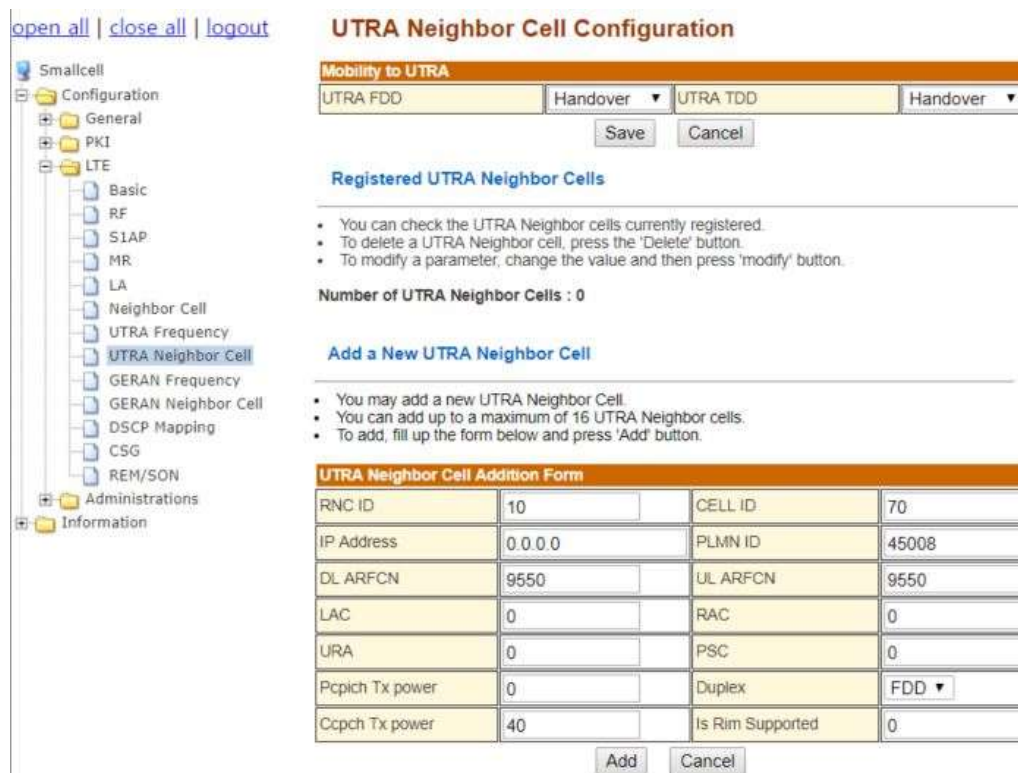 open all | close all | logout
Smallcell
Configuration
General
PKI
LTE
Basic
RF
S1AP
MR
LA
Neighbor Cell
UTRA Frequency
UTRA Neighbor Cell
GERAN Frequency
GERAN Neighbor Cell
DSCP Mapping
CSG
REM/SON
Administrations
Information
UTRA Neighbor Cell Configuration
Mobility to UTRA
UTRA FDD Handover UTRA TDD Handover
Save Cancel
Registered UTRA Neighbor Cells
• You can check the UTRA Neighbor cells currently registered.
• To delete a UTRA Neighbor cell, press the 'Delete' button.
• To modify a parameter, change the value and then press 'modify' button.
Number of UTRA Neighbor Cells : 0
Add a New UTRA Neighbor Cell
• You may add a new UTRA Neighbor Cell.
• You can add up to a maximum of 16 UTRA Neighbor cells.
• To add, fill up the form below and press 'Add' button.
UTRA Neighbor Cell Addition Form
RNC ID 10 CELL ID 70
IP Address 0.0.0.0 PLMN ID 45008
DL ARFCN 9550 UL ARFCN 9550
LAC 0 RAC 0
URA 0 PSC 0
Pcpich Tx power 0 Duplex FDD
Ccpch Tx power 40 Is Rim Supported 0
Add Cancel